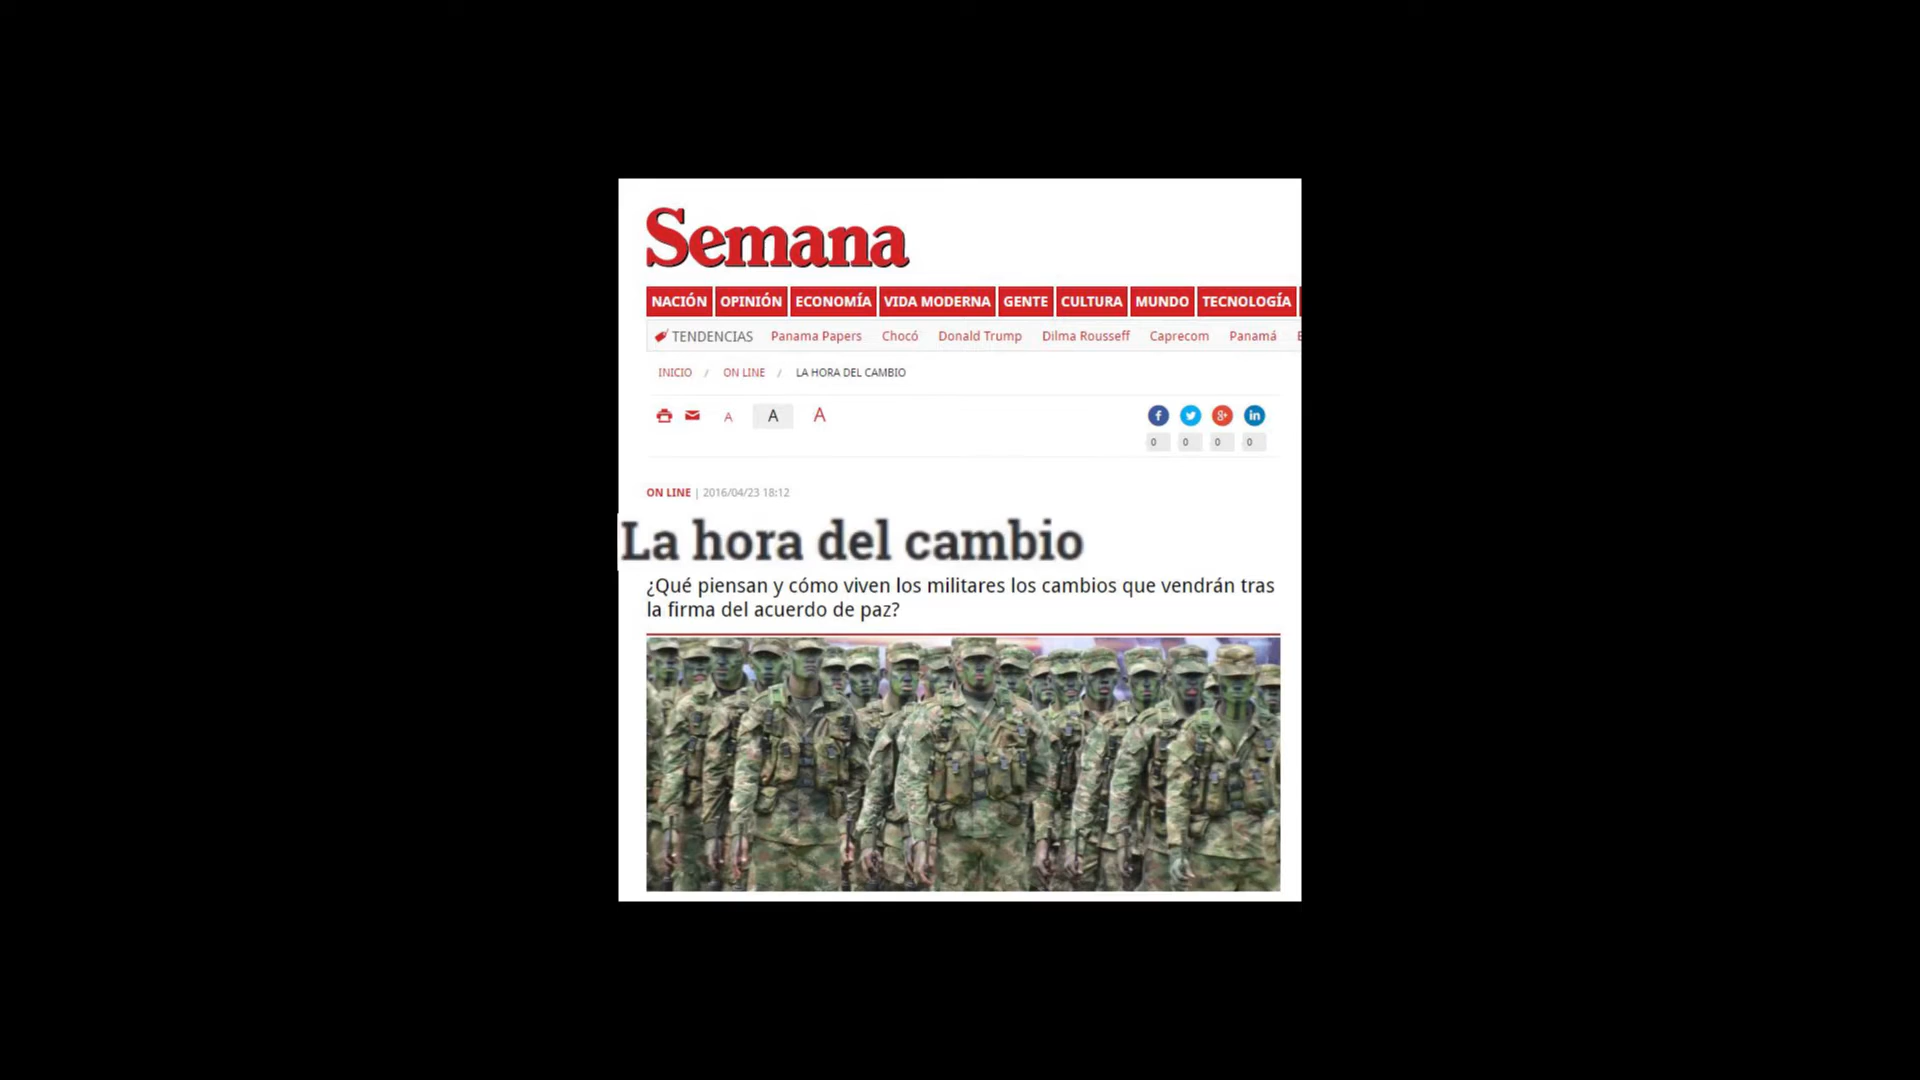 Semana
NACIÓN OPINIÓN ECONOMÍA VIDA MODERNA GENTE CULTURA MUNDO TECNOLOGÍA
TENDENCIAS Panama Papers Chocó Donald Trump Dilma Rousseff Caprecom Panamá
INICIO / ON LINE / LA HORA DEL CAMBIO
A A A
0 0 0 0
ON LINE | 2016/04/23 18:12
La hora del cambio
¿Qué piensan y cómo viven los militares los cambios que vendrán tras
la firma del acuerdo de paz?